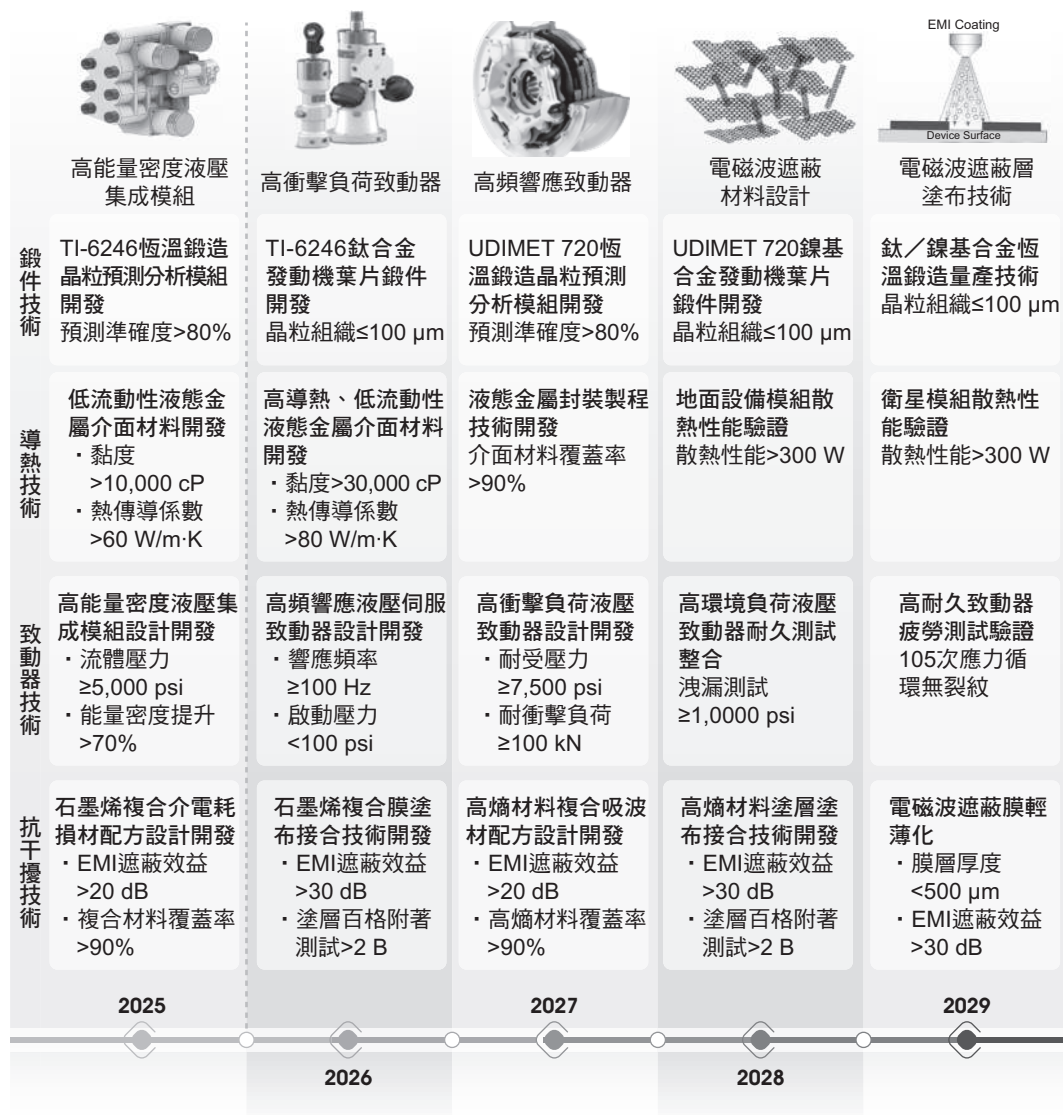 EMI Coating
Device Surface
高能量密度液壓
集成模組
高衝擊負荷致動器
高頻響應致動器
電磁波遮蔽
材料設計
電磁波遮蔽層
塗布技術
鍛件技術
TI-6246恆溫鍛造
晶粒預測分析模組
開發
預測準確度>80%
TI-6246鈦合金
發動機葉片鍛件
開發
晶粒組織≤100 μm
UDIMET 720恆
溫鍛造晶粒預測
分析模組開發
預測準確度>80%
UDIMET 720鎳基
合金發動機葉片
鍛件開發
晶粒組織≤100 μm
鈦／鎳基合金恆
溫鍛造量產技術
晶粒組織≤100 μm
導熱技術
低流動性液態金
屬介面材料開發
・黏度
>10,000 cP
・熱傳導係數
>60 W/m·K
高導熱、低流動性
液態金屬介面材料
開發
・黏度>30,000 cP
・熱傳導係數
>80 W/m·K
液態金屬封裝製程
技術開發
介面材料覆蓋率
>90%
地面設備模組散
熱性能驗證
散熱性能>300 W
衛星模組散熱性
能驗證
散熱性能>300 W
致動器技術
高能量密度液壓集
成模組設計開發
・流體壓力
≥5,000 psi
・能量密度提升
>70%
高頻響應液壓伺服
致動器設計開發
・響應頻率
≥100 Hz
・啟動壓力
<100 psi
高衝擊負荷液壓
致動器設計開發
・耐受壓力
≥7,500 psi
・耐衝擊負荷
≥100 kN
高環境負荷液壓
致動器耐久測試
整合
洩漏測試
≥1,0000 psi
高耐久致動器
疲勞測試驗證
105次應力循
環無裂紋
抗干擾技術
石墨烯複合介電耗
損材配方設計開發
・EMI遮蔽效益
>20 dB
・複合材料覆蓋率
>90%
石墨烯複合膜塗
布接合技術開發
・EMI遮蔽效益
>30 dB
・塗層百格附著
測試>2 B
高熵材料複合吸波
材配方設計開發
・EMI遮蔽效益
>20 dB
・高熵材料覆蓋率
>90%
高熵材料塗層塗
布接合技術開發
・EMI遮蔽效益
>30 dB
・塗層百格附著
測試>2 B
電磁波遮蔽膜輕
薄化
・膜層厚度
<500 μm
・EMI遮蔽效益
>30 dB
2025
2026
2027
2028
2029